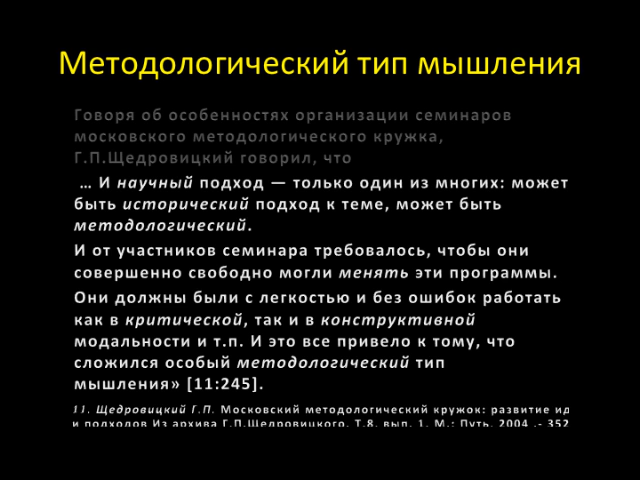 Методологический тип мышления
Говоря об особенностях организации семинаров
московского методологического кружка,
Г.П.Щедровицкий говорил, что
… И научный подход — только один из многих: может
быть исторический подход к теме, может быть
методологический.
И от участников семинара требовалось, чтобы они
совершенно свободно могли менять эти программы.
Они должны были с легкостью и без ошибок работать
как в критической, так и в конструктивной
модальности и т.п. И это все привело к тому, что
сложился особый методологический тип
мышления» [11:245].
11. Щедровицкий Г.П. Московский методологический кружок: развитие ид
и подходов Из архива Г.П.Щедровицкого. Т.8, вып. 1. М.: Путь, 2004 .- 352